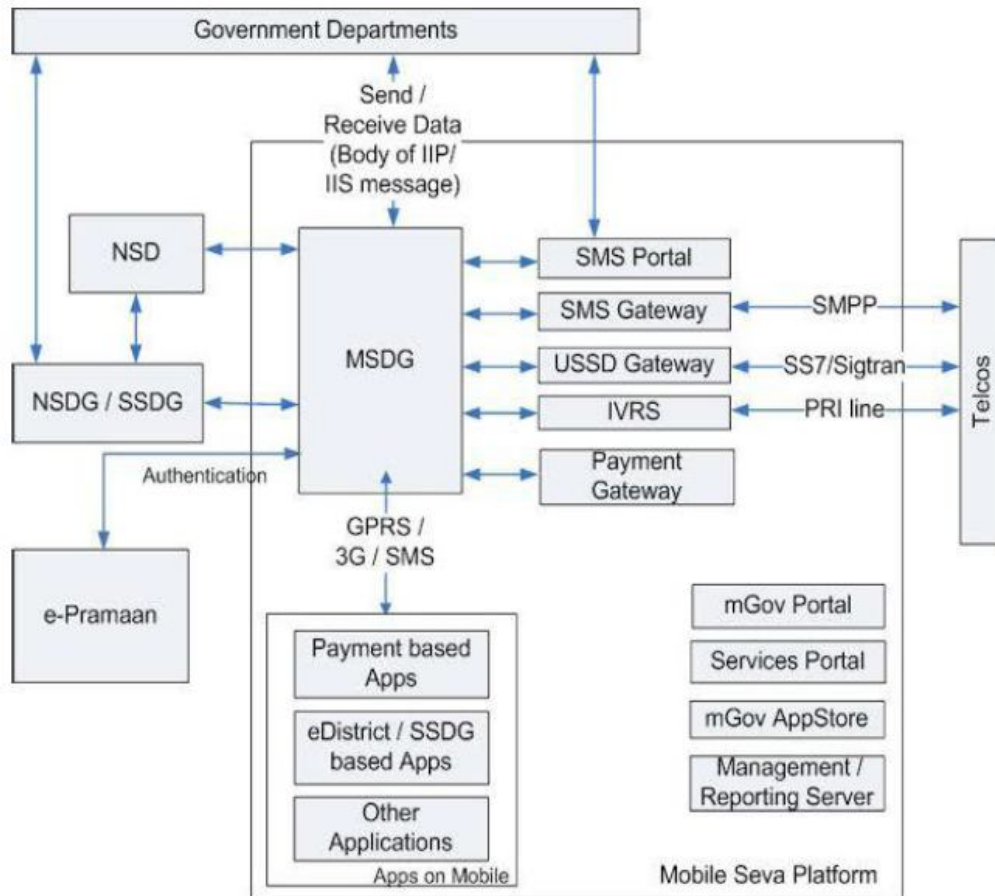 Government Departments
Send /
Receive Data
(Body of IIP/
IIS message)
NSD
MSDG
SMS Portal
SMS Gateway
SMPP
USSD Gateway
SS7/Sigtran
NSDG / SSDG
IVRS
PRI line
Telcos
Authentication
Payment
Gateway
GPRS /
3G / SMS
e-Pramaan
mGov Portal
Payment based
Apps
Services Portal
eDistrict / SSDG
based Apps
mGov AppStore
Management /
Reporting Server
Other
Applications
Apps on Mobile
Mobile Seva Platform